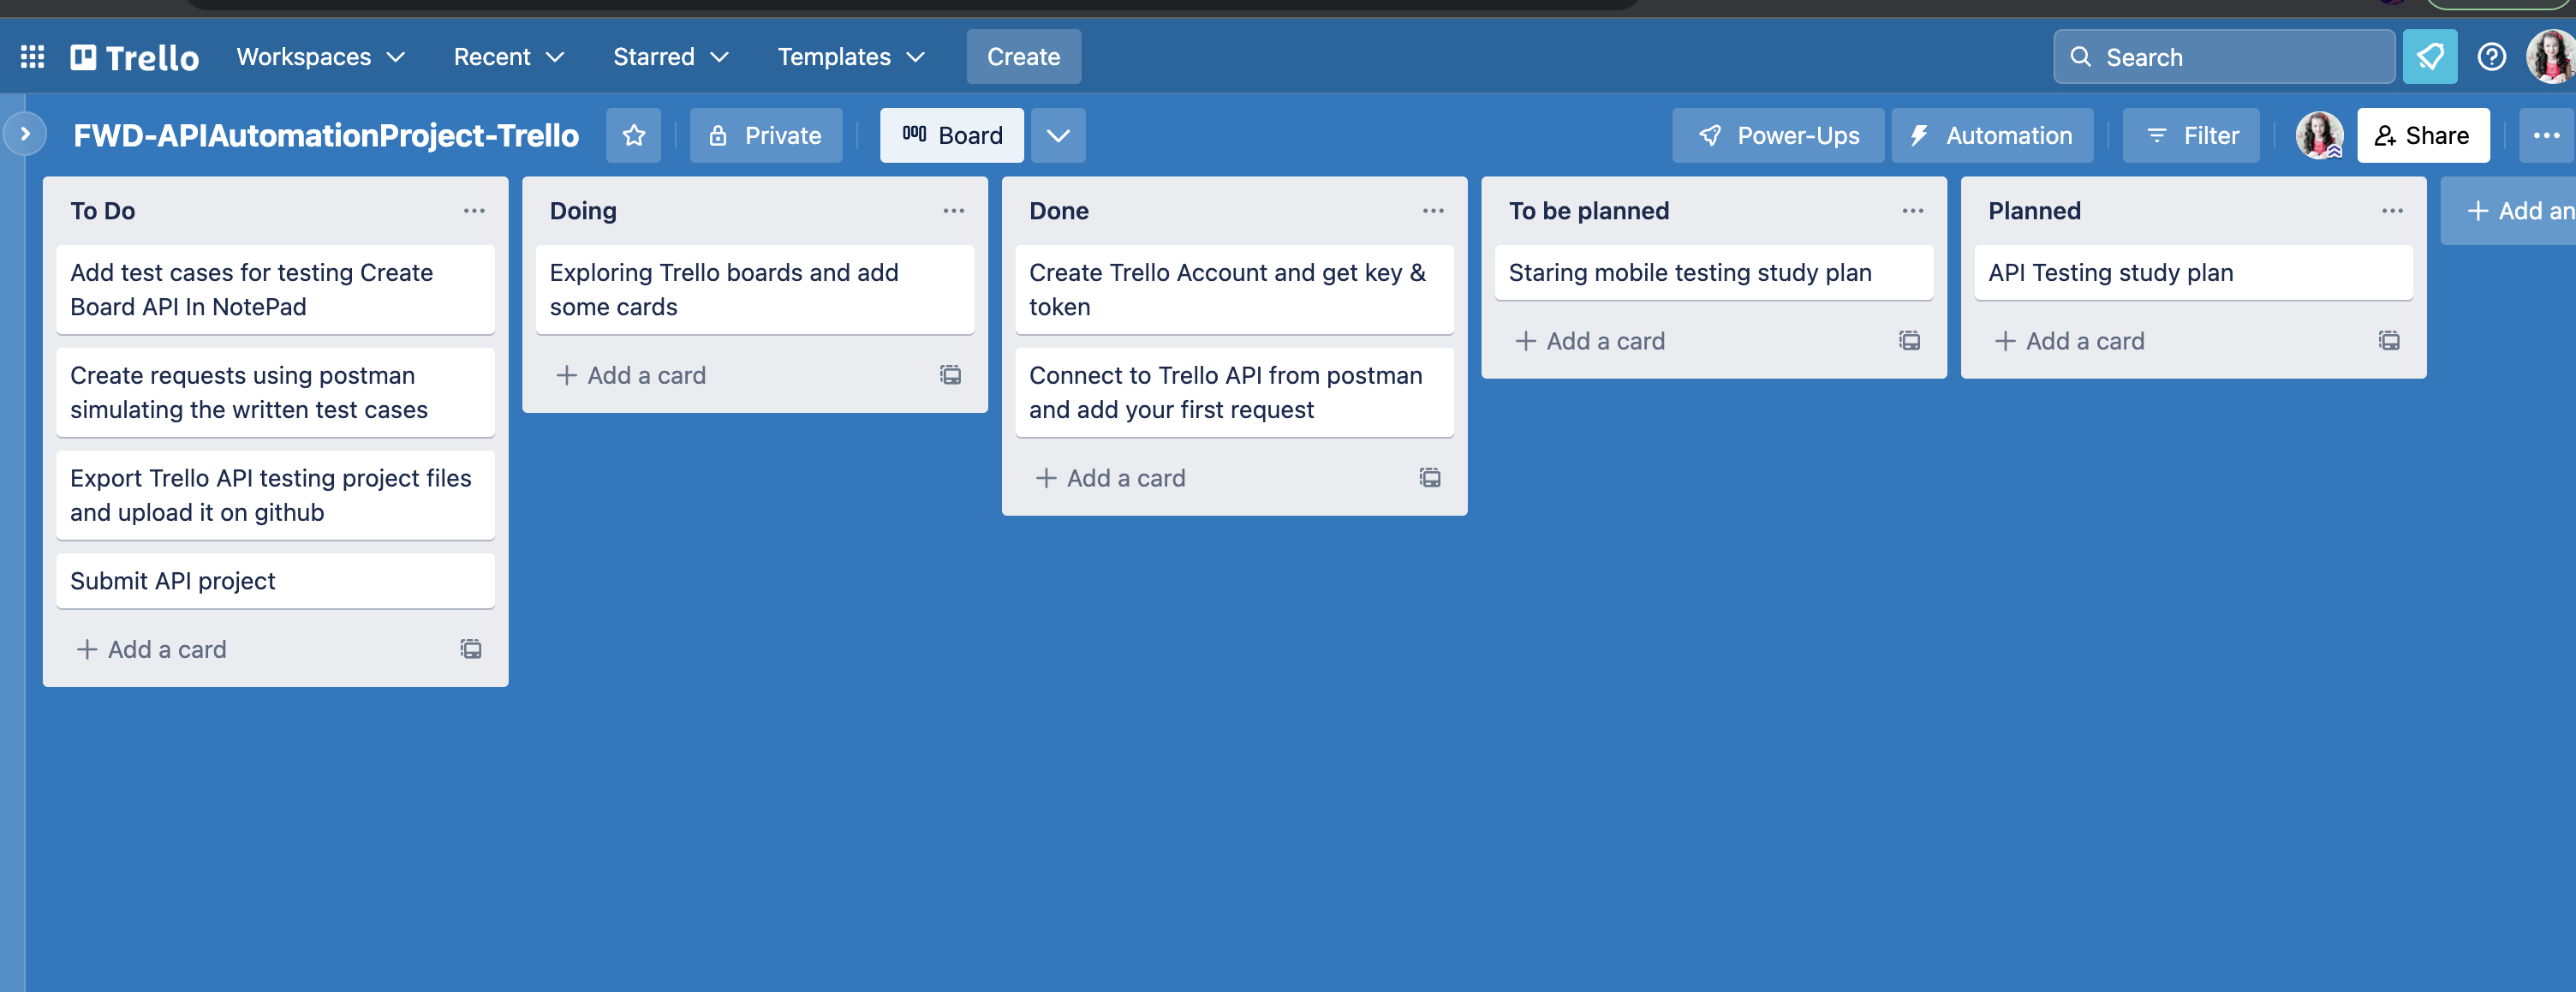 Trello
Workspaces
Recent
Starred
Templates
Create
Search
FWD-APIAutomationProject-Trello
Private
Board
Power-Ups
Automation
Filter
Share
To Do
Add test cases for testing Create
Board API In NotePad
Create requests using postman
simulating the written test cases
Export Trello API testing project files
and upload it on github
Submit API project
+ Add a card
Doing
Exploring Trello boards and add
some cards
+ Add a card
Done
Create Trello Account and get key &
token
Connect to Trello API from postman
and add your first request
+ Add a card
To be planned
Staring mobile testing study plan
+ Add a card
Planned
API Testing study plan
+ Add a card
+ Add an